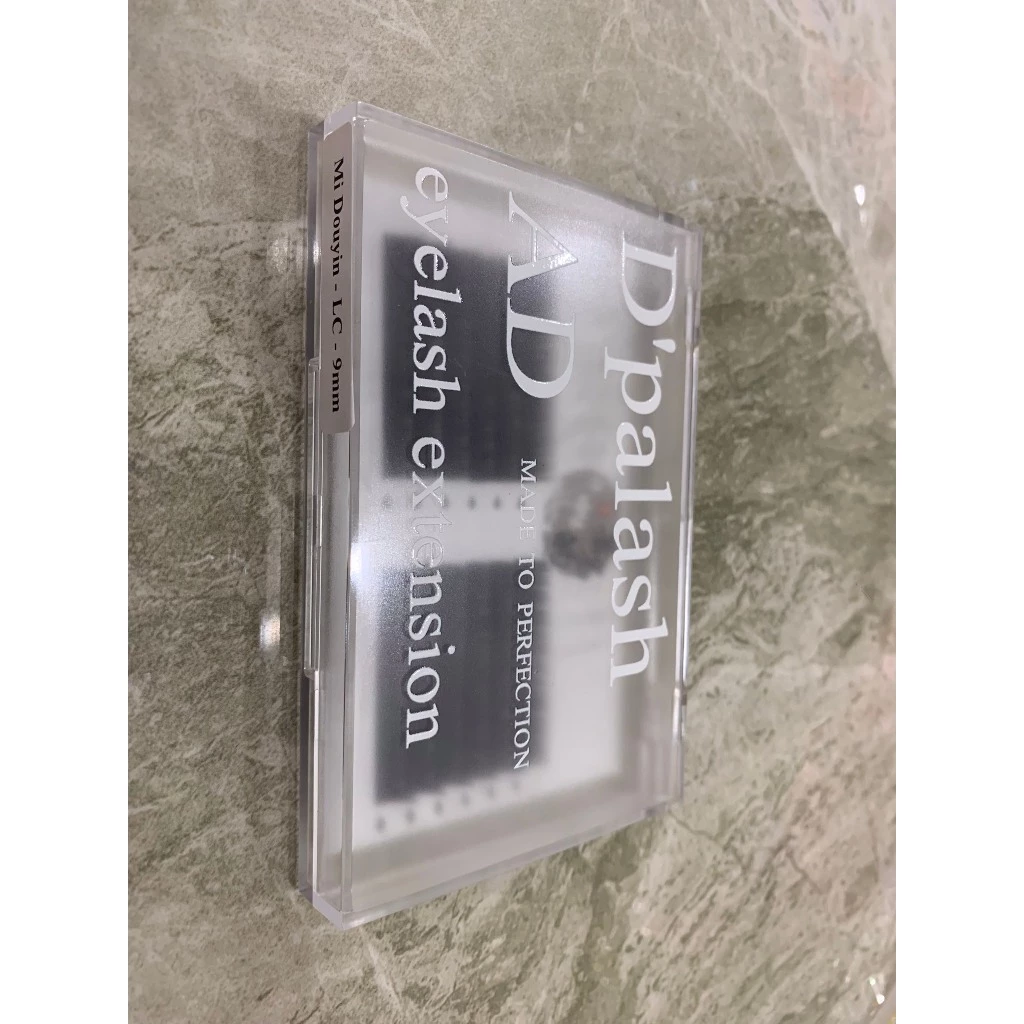 D'palash
AD MADE TO PERFECTION
eyelash extension
Mi Douyin - LC - 9mm